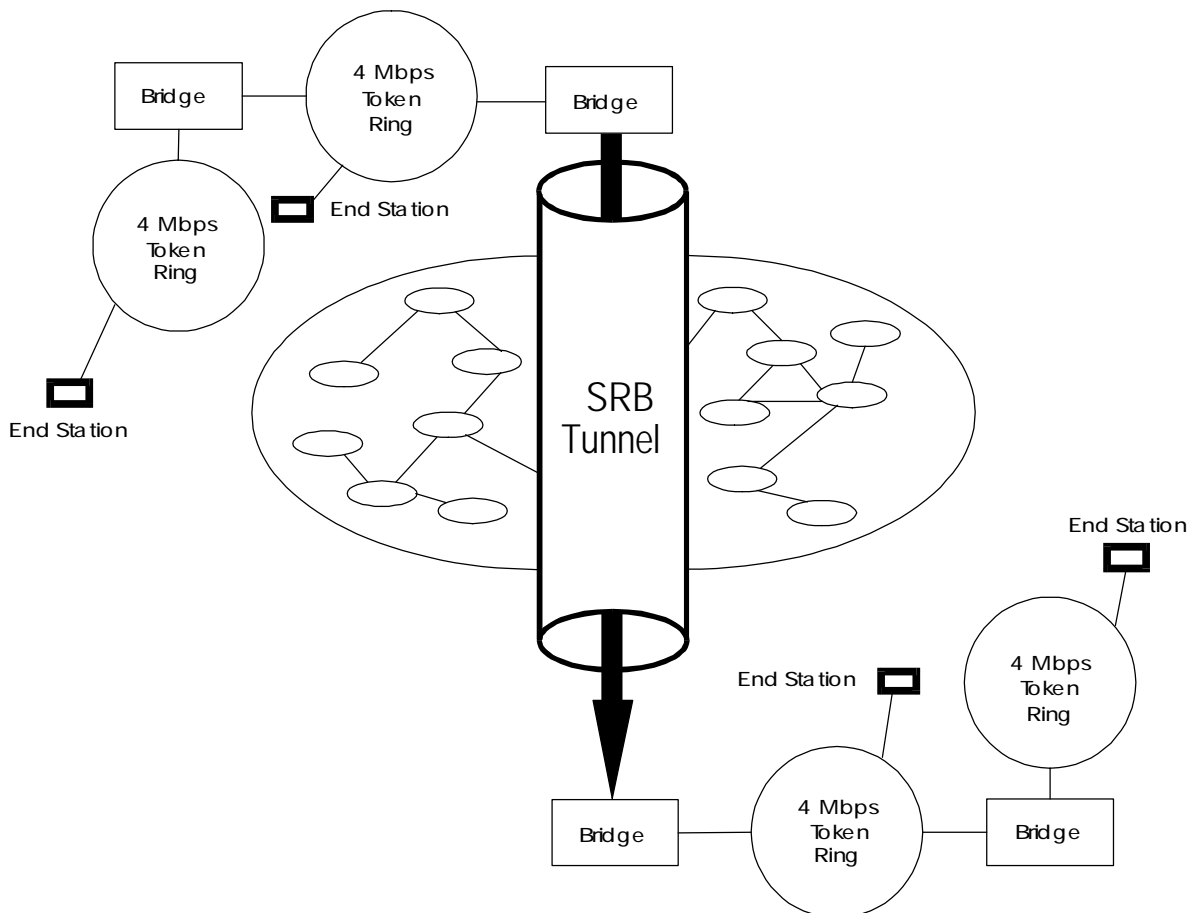 4 Mbps
Token
Ring
Bridge
Bridge
4 Mbps
Token
Ring
End Station
End Station
SRB
Tunnel
End Station
End Station
4 Mbps
Token
Ring
4 Mbps
Token
Ring
Bridge
Bridge